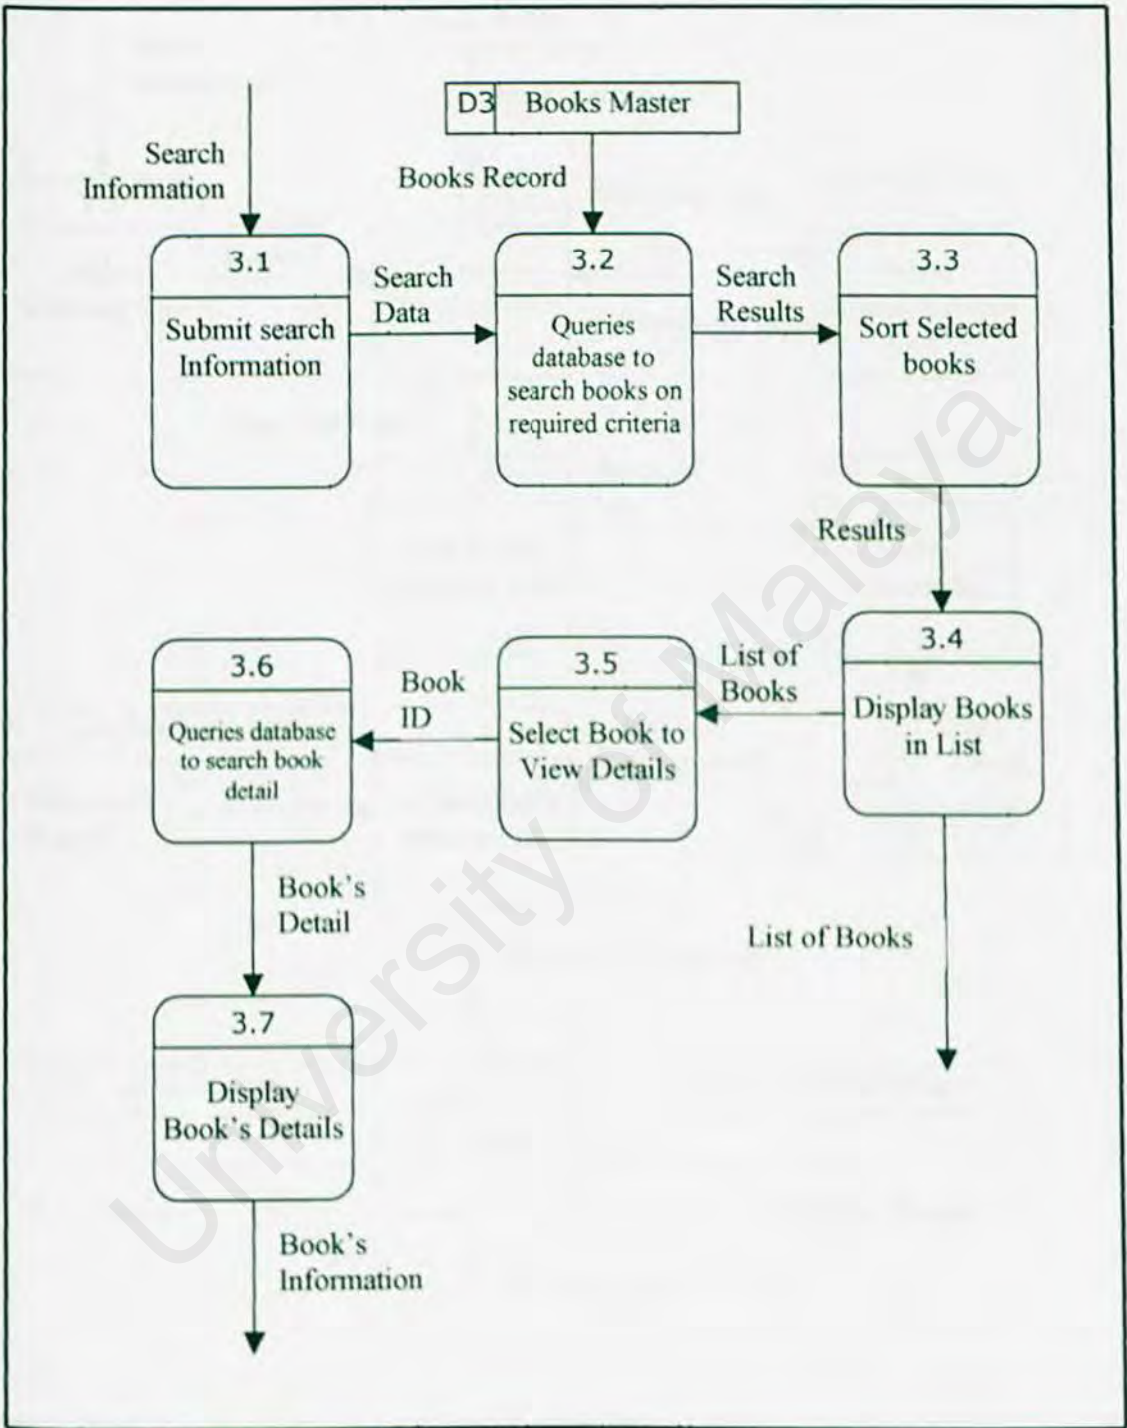 D3 Books Master
Search
Information
Books Record
3.1
Submit search
Information
Search
Data
3.2
Queries
database to
search books on
required criteria
Search
Results
3.3
Sort Selected
books
Results
3.4
Display Books
in List
List of
Books
3.5
Select Book to
View Details
Book
ID
3.6
Queries database
to search book
detail
Book's
Detail
List of Books
3.7
Display
Book's Details
Book's
Information
University of Malaya